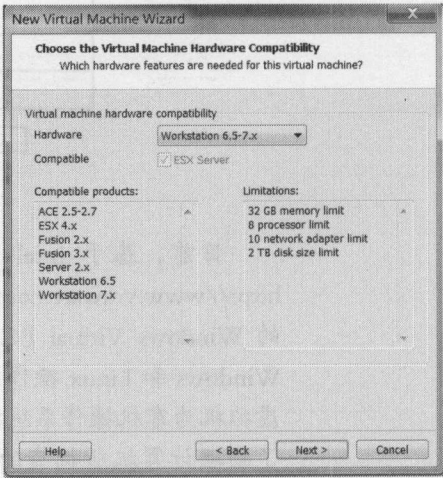 New Virtual Machine Wizard
Choose the Virtual Machine Hardware Compatibility
Which hardware features are needed for this virtual machine?
Virtual machine hardware compatibility
Hardware
Workstation 6.5-7.x
Compatible
ESX Server
Compatible products:
ACE 2.5-2.7
ESX 4.x
Fusion 2.x
Fusion 3.x
Server 2.x
Workstation 6.5
Workstation 7.x
Limitations:
32 GB memory limit
8 processor limit
10 network adapter limit
2 TB disk size limit
Help
< Back
Next >
Cancel